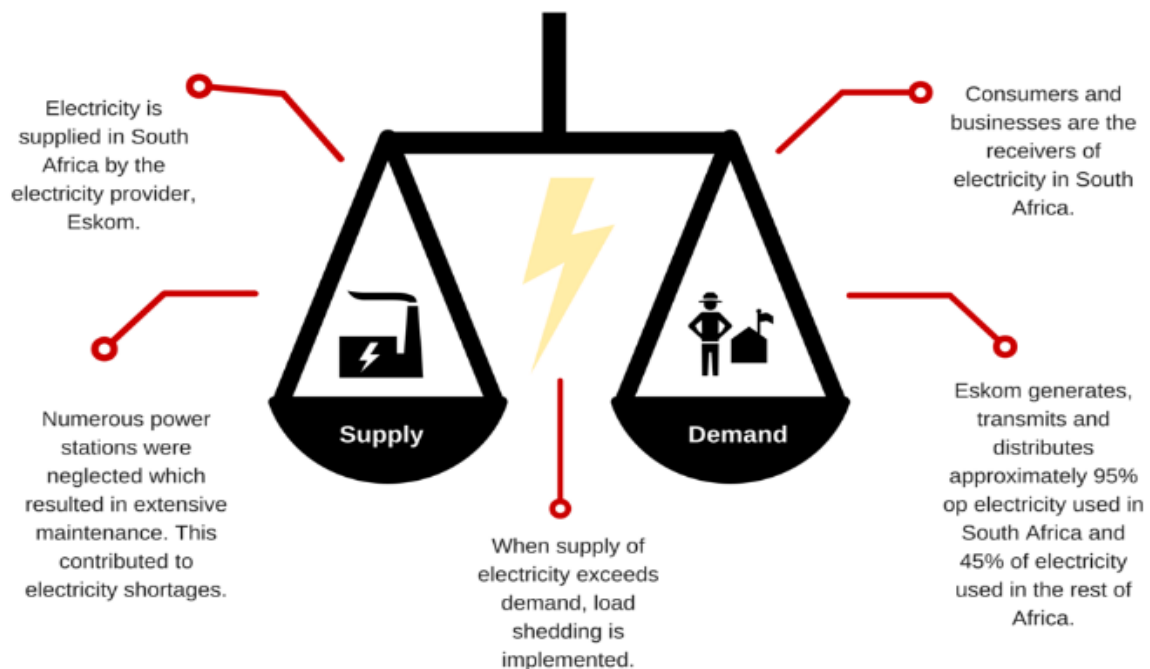 Electricity is
supplied in South
Africa by the
electricity provider,
Eskom.
Consumers and
businesses are the
receivers of
electricity in South
Africa.
Numerous power
stations were
neglected which
resulted in extensive
maintenance. This
contributed to
electricity shortages.
Supply
Demand
When supply of
electricity exceeds
demand, load
shedding is
implemented.
Eskom generates,
transmits and
distributes
approximately 95%
op electricity used in
South Africa and
45% of electricity
used in the rest of
Africa.